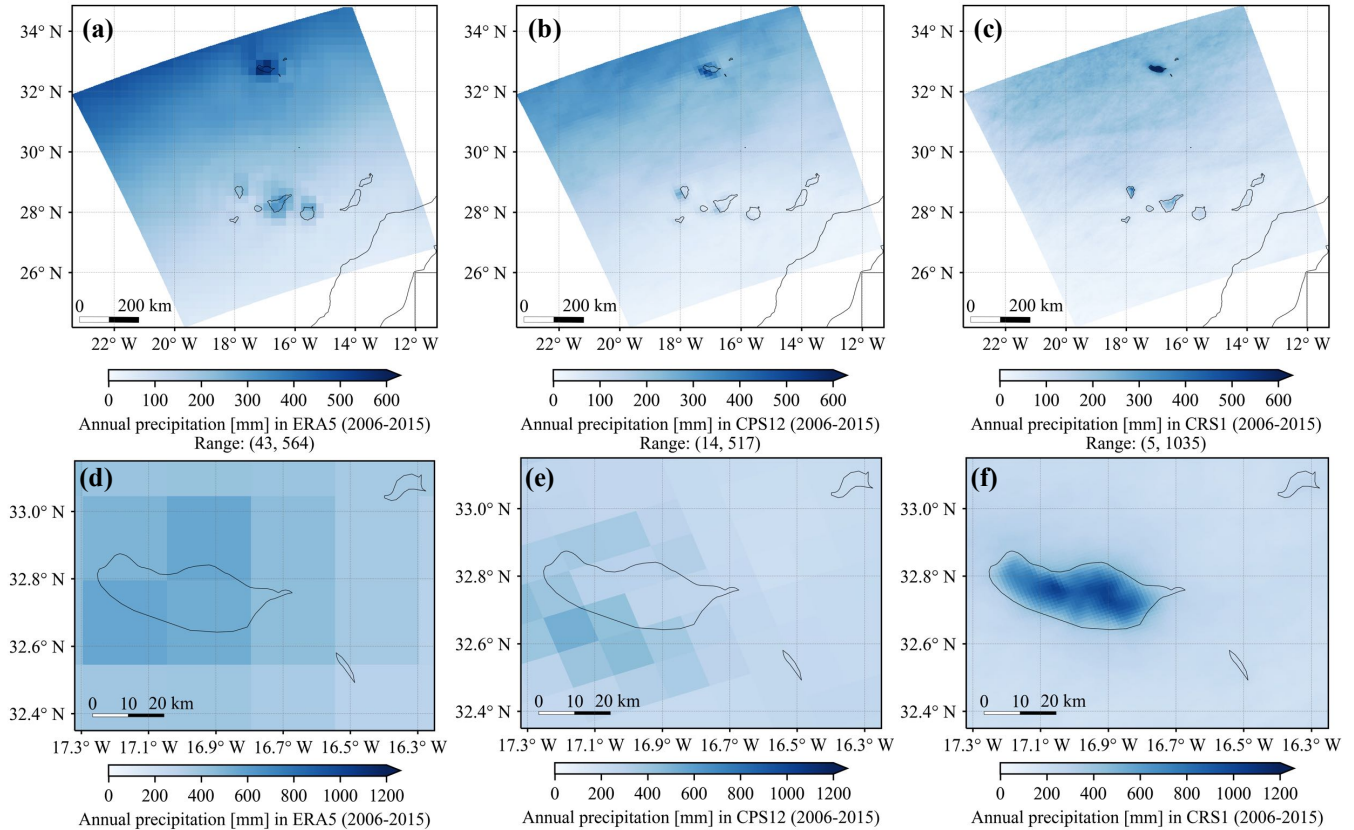 (a)
34° N
32° N
30° N
28° N
26° N
0 200 km
22° W 20° W 18° W 16° W 14° W 12° W
0 100 200 300 400 500 600
Annual precipitation [mm] in ERA5 (2006-2015)
Range: (43, 564)
(b)
34° N
32° N
30° N
28° N
26° N
0 200 km
22° W 20° W 18° W 16° W 14° W 12° W
0 100 200 300 400 500 600
Annual precipitation [mm] in CPS12 (2006-2015)
Range: (14, 517)
(c)
34° N
32° N
30° N
28° N
26° N
0 200 km
22° W 20° W 18° W 16° W 14° W 12° W
0 100 200 300 400 500 600
Annual precipitation [mm] in CRS1 (2006-2015)
Range: (5, 1035)
(d)
33.0° N
32.8° N
32.6° N
32.4° N
0 10 20 km
17.3° W 17.1° W 16.9° W 16.7° W 16.5° W 16.3° W
0 200 400 600 800 1000 1200
Annual precipitation [mm] in ERA5 (2006-2015)
(e)
33.0° N
32.8° N
32.6° N
32.4° N
0 10 20 km
17.3° W 17.1° W 16.9° W 16.7° W 16.5° W 16.3° W
0 200 400 600 800 1000 1200
Annual precipitation [mm] in CPS12 (2006-2015)
(f)
33.0° N
32.8° N
32.6° N
32.4° N
0 10 20 km
17.3° W 17.1° W 16.9° W 16.7° W 16.5° W 16.3° W
0 200 400 600 800 1000 1200
Annual precipitation [mm] in CRS1 (2006-2015)